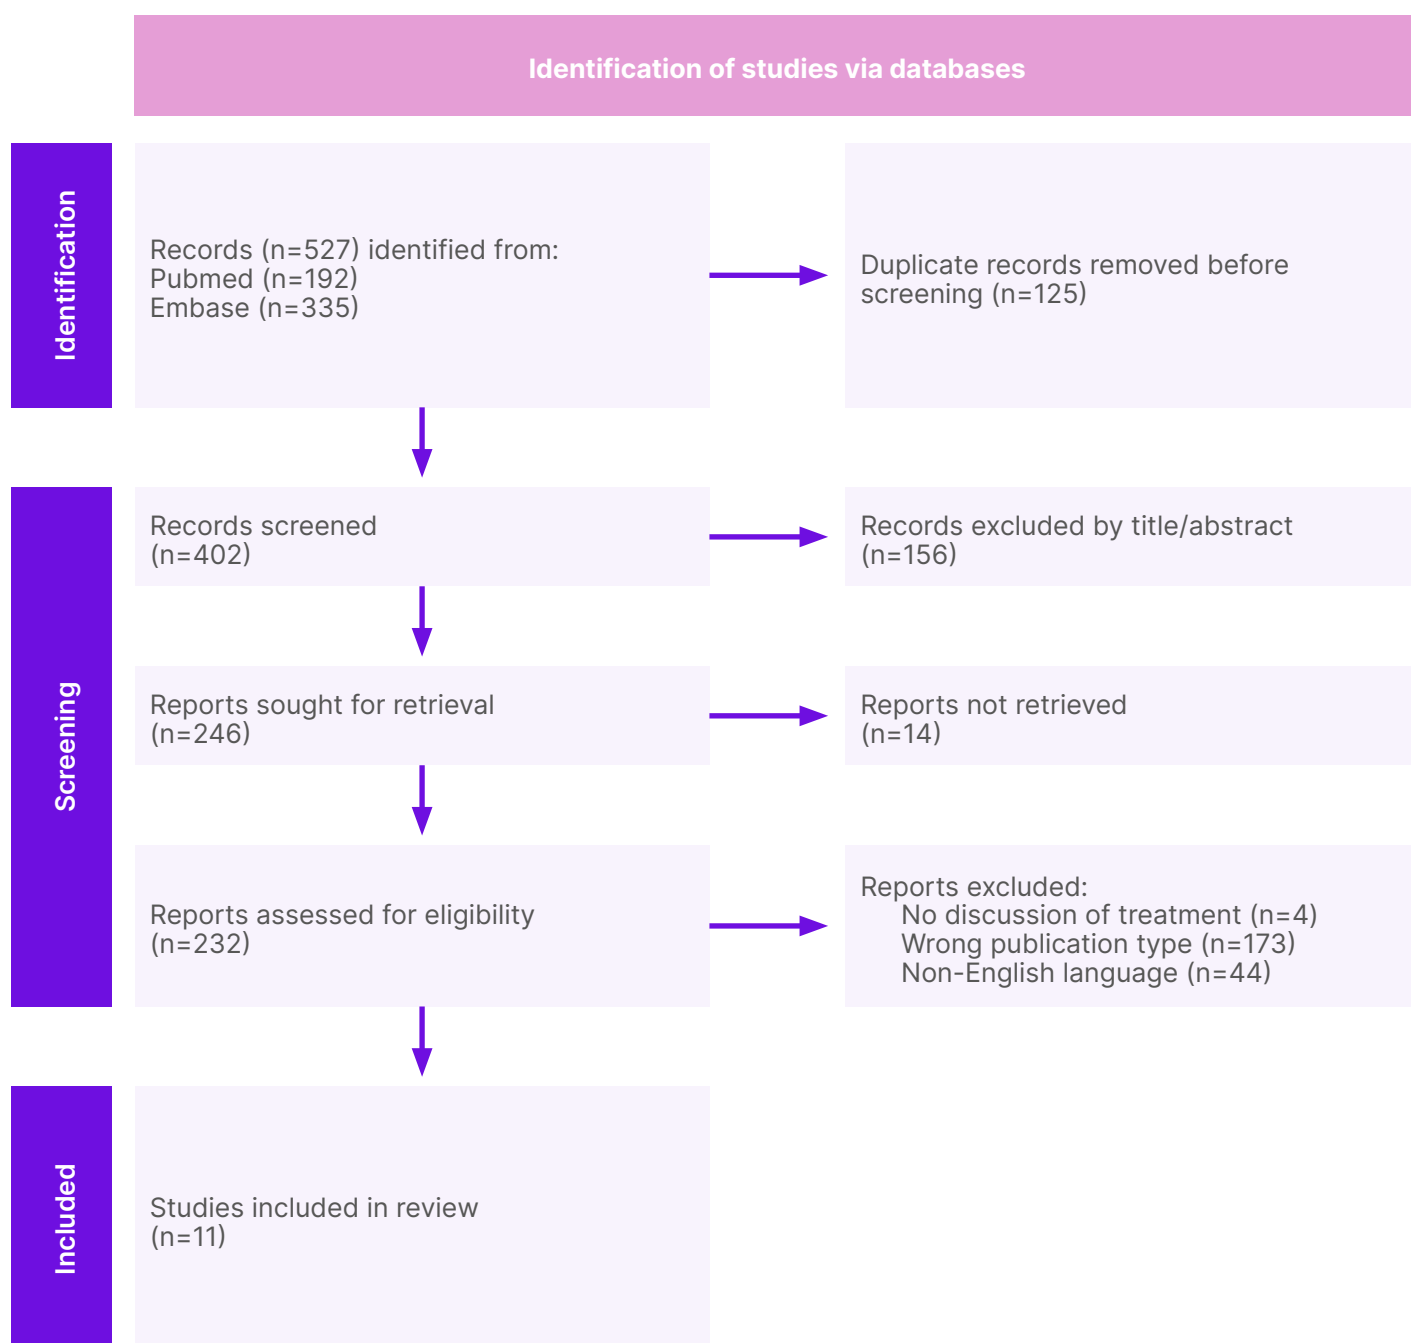 Identification of studies via databases
Identification
Records (n=527) identified from:
Pubmed (n=192)
Embase (n=335)
Duplicate records removed before
screening (n=125)
Screening
Records screened
(n=402)
Records excluded by title/abstract
(n=156)
Reports sought for retrieval
(n=246)
Reports not retrieved
(n=14)
Reports assessed for eligibility
(n=232)
Reports excluded:
No discussion of treatment (n=4)
Wrong publication type (n=173)
Non-English language (n=44)
Included
Studies included in review
(n=11)